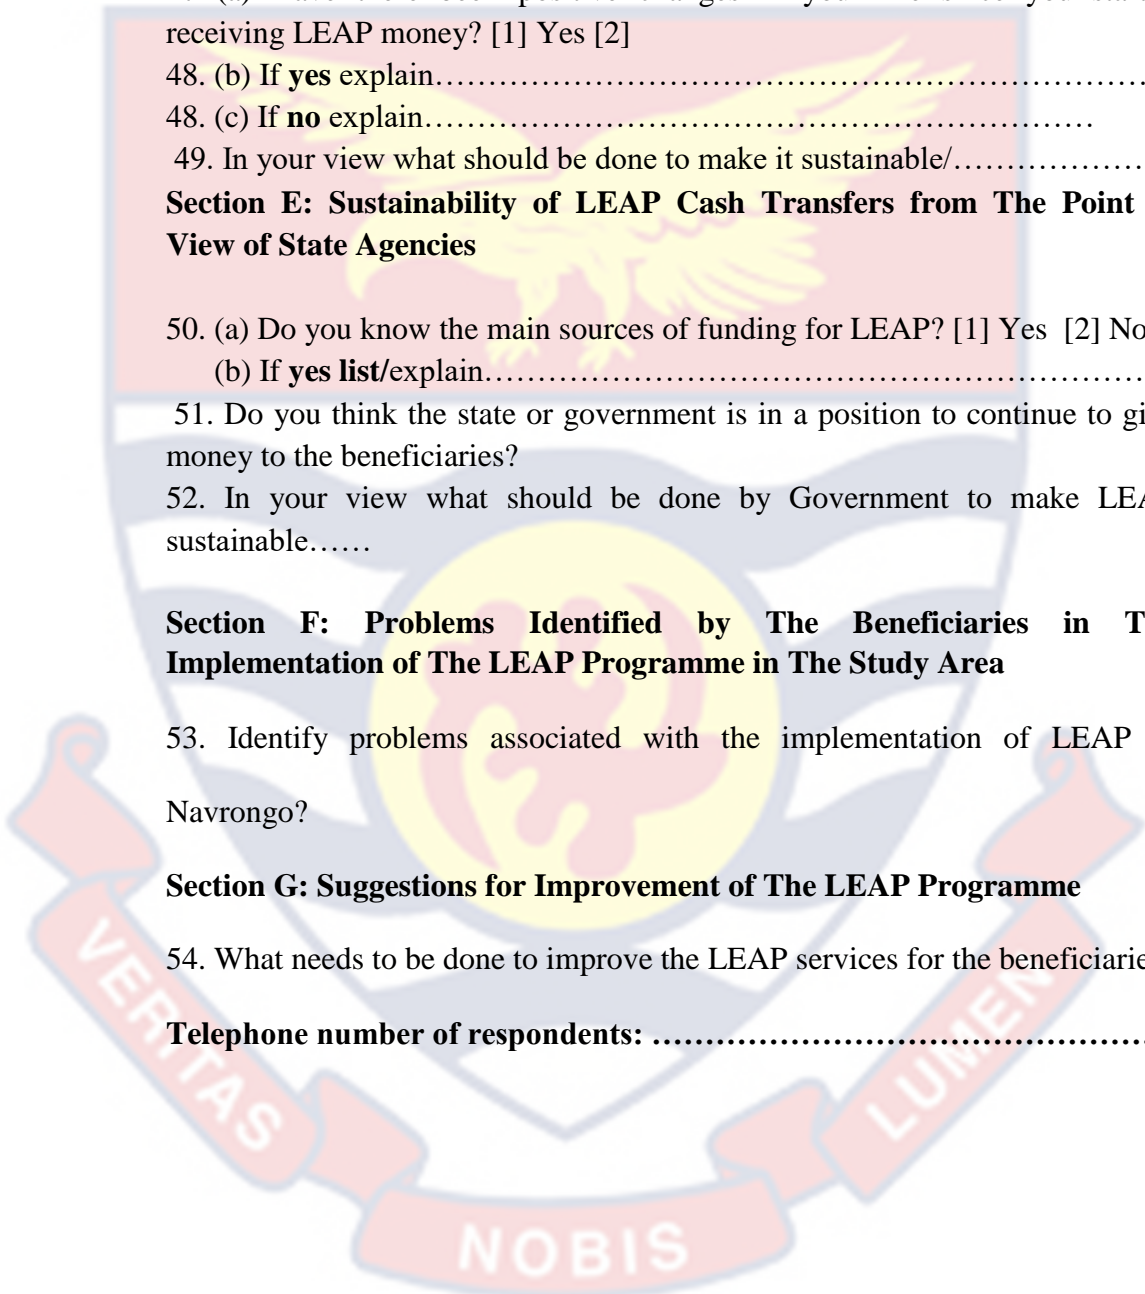 receiving LEAP money? [1] Yes [2]
48. (b) If yes explain……………………………………………………………
48. (c) If no explain………………………………………………………
49. In your view what should be done to make it sustainable/………………
Section E: Sustainability of LEAP Cash Transfers from The Point
View of State Agencies
50. (a) Do you know the main sources of funding for LEAP? [1] Yes [2] No
(b) If yes list/explain………………………………………………………
51. Do you think the state or government is in a position to continue to gi
money to the beneficiaries?
52. In your view what should be done by Government to make LEA
sustainable……
Section F: Problems Identified by The Beneficiaries in T
Implementation of The LEAP Programme in The Study Area
53. Identify problems associated with the implementation of LEAP
Navrongo?
Section G: Suggestions for Improvement of The LEAP Programme
54. What needs to be done to improve the LEAP services for the beneficiarie
Telephone number of respondents: ………………………………………
VERITAS
NOBIS
LUMEN